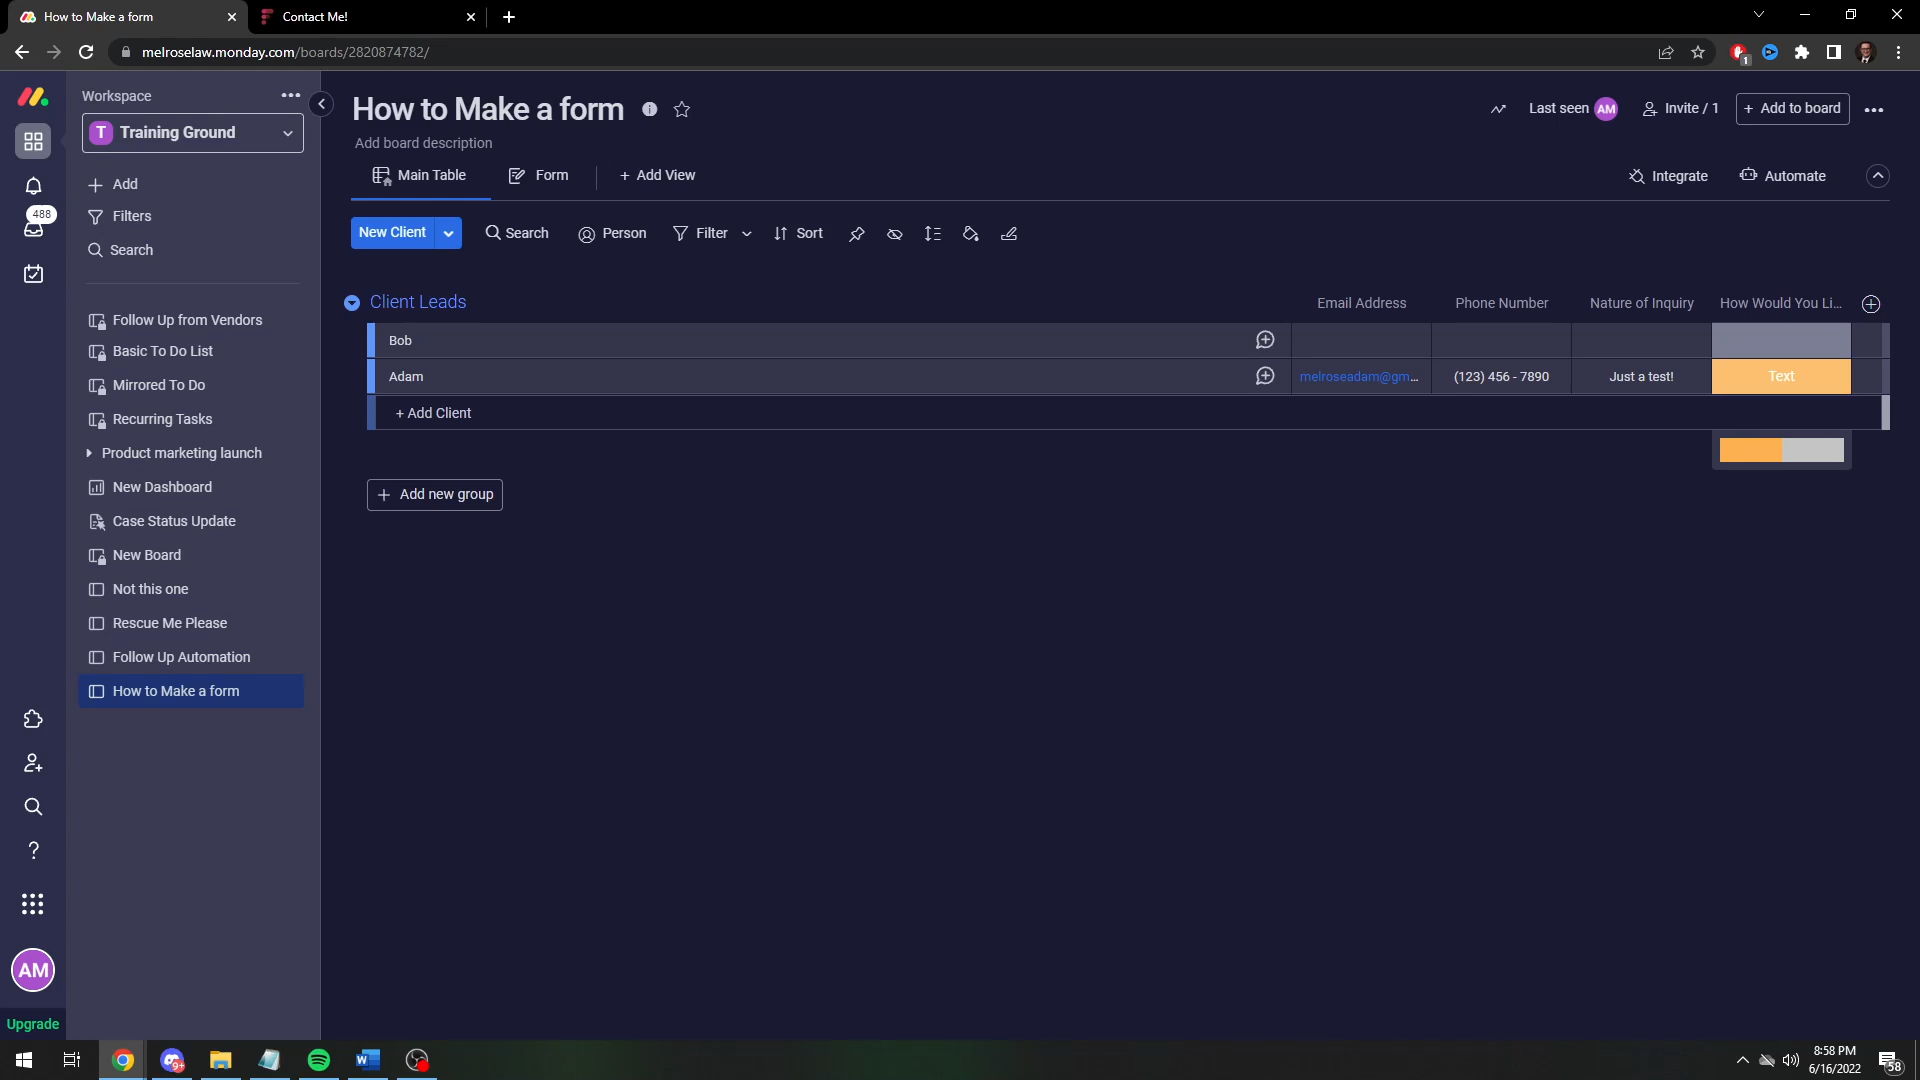 How to Make a form
Contact Me!
melroselaw.monday.com/boards/2820874782/
1
Workspace
T Training Ground
Add
Filters
Search
488
Follow Up from Vendors
Basic To Do List
Mirrored To Do
Recurring Tasks
Product marketing launch
New Dashboard
Case Status Update
New Board
Not this one
Rescue Me Please
Follow Up Automation
How to Make a form
AM
Upgrade
How to Make a form
Last seen AM
Invite / 1
+ Add to board
Add board description
Main Table
Form
+ Add View
Integrate
Automate
New Client
Search
Person
Filter
Sort
Client Leads
Email Address
Phone Number
Nature of Inquiry
How Would You Li...
Bob
Adam
melroseadam@gm...
(123) 456 - 7890
Just a test!
Text
+ Add Client
+ Add new group
9+
W
8:58 PM
6/16/2022
58